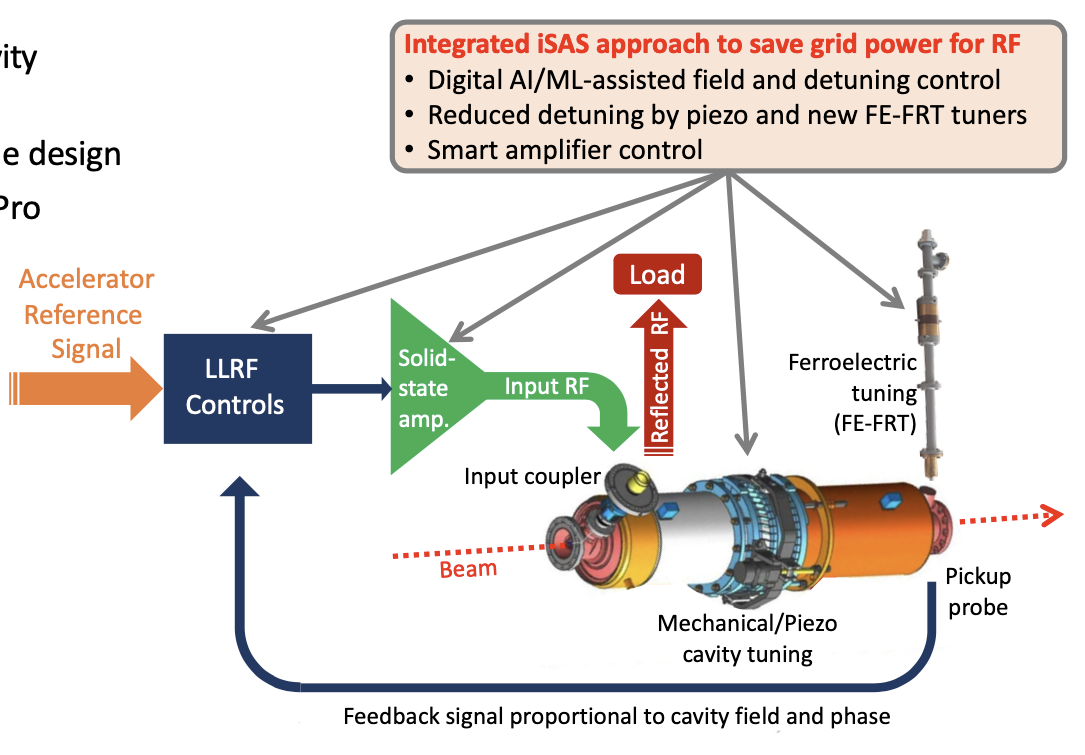 ity
e design
Pro
Integrated iSAS approach to save grid power for RF
• Digital AI/ML-assisted field and detuning control
• Reduced detuning by piezo and new FE-FRT tuners
• Smart amplifier control
Accelerator
Reference
Signal
LLRF
Controls
Solid-
state
amp.
Input RF
Load
Reflected RF
Ferroelectric
tuning
(FE-FRT)
Input coupler
Beam
Pickup
probe
Mechanical/Piezo
cavity tuning
Feedback signal proportional to cavity field and phase